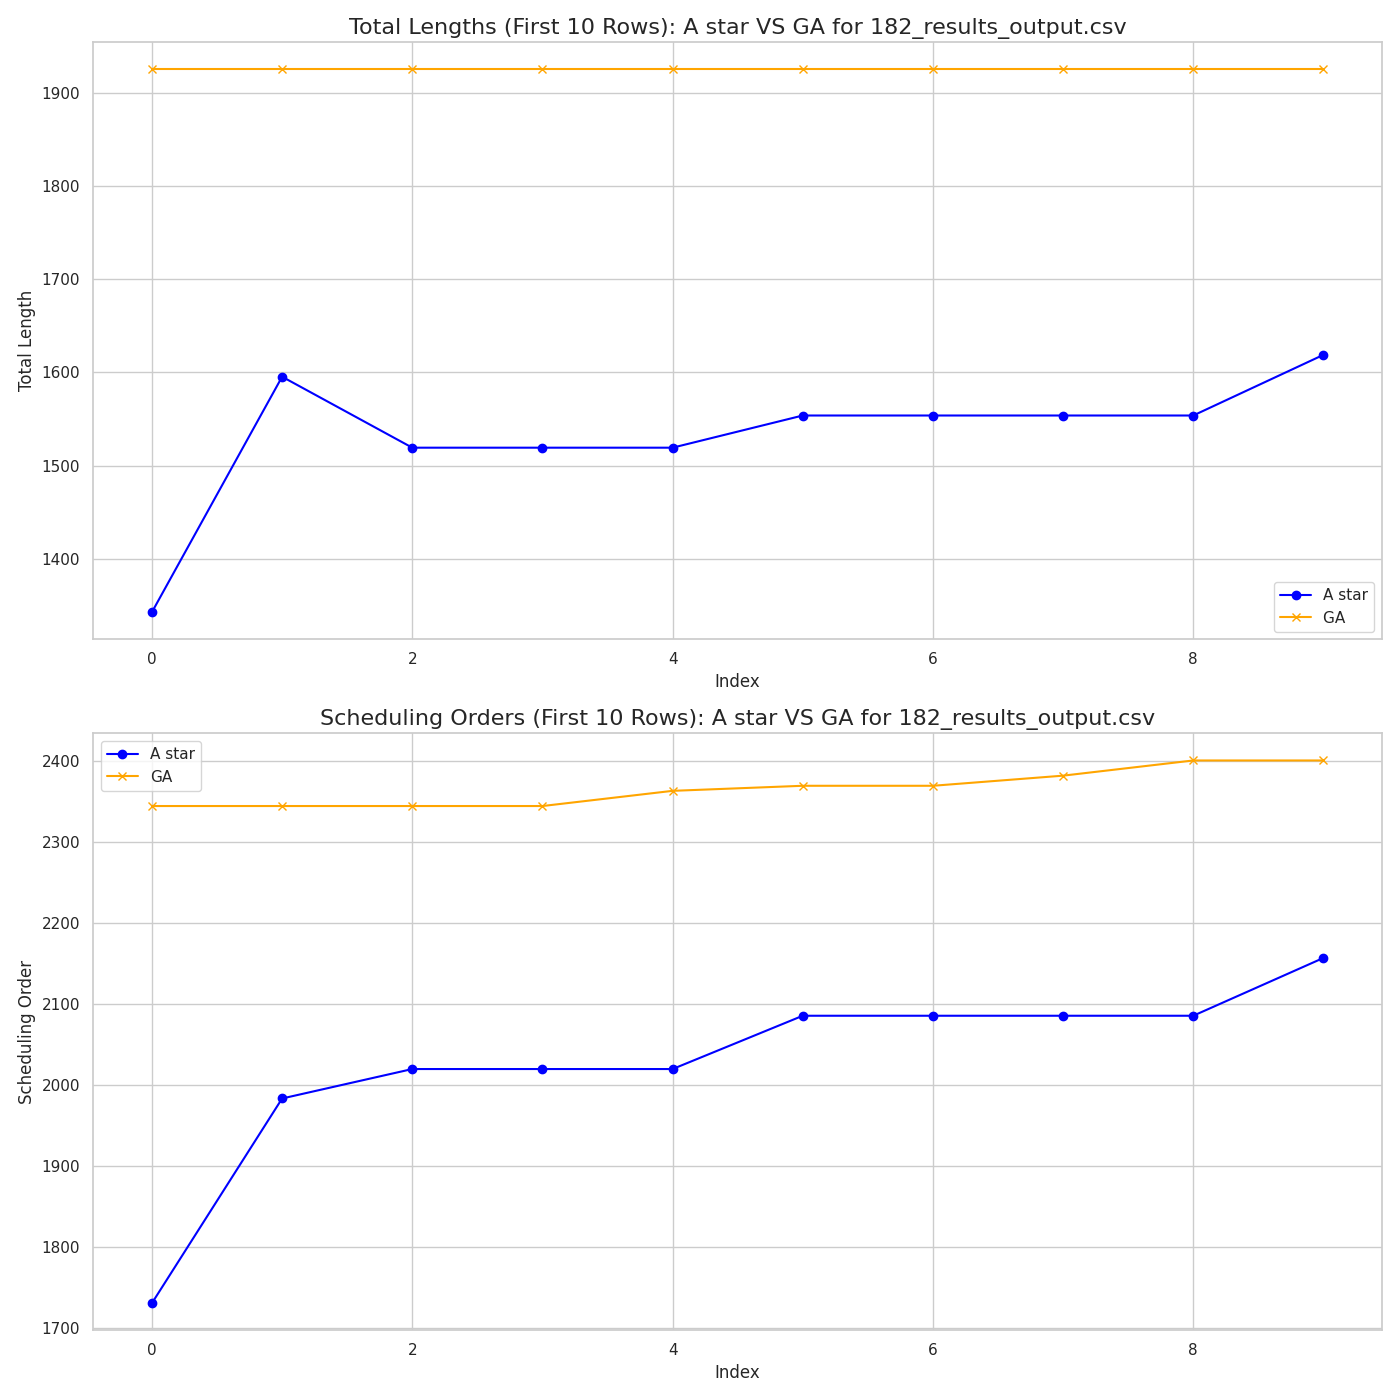 Total Lengths (First 10 Rows): A star VS GA for 182_results_output.csv
1900
1800
1700
1600
1500
1400
Total Length
A star
GA
0 2 4 6 8
Index
Scheduling Orders (First 10 Rows): A star VS GA for 182_results_output.csv
A star
GA
2400
2300
2200
2100
2000
1900
1800
1700
Scheduling Order
0 2 4 6 8
Index